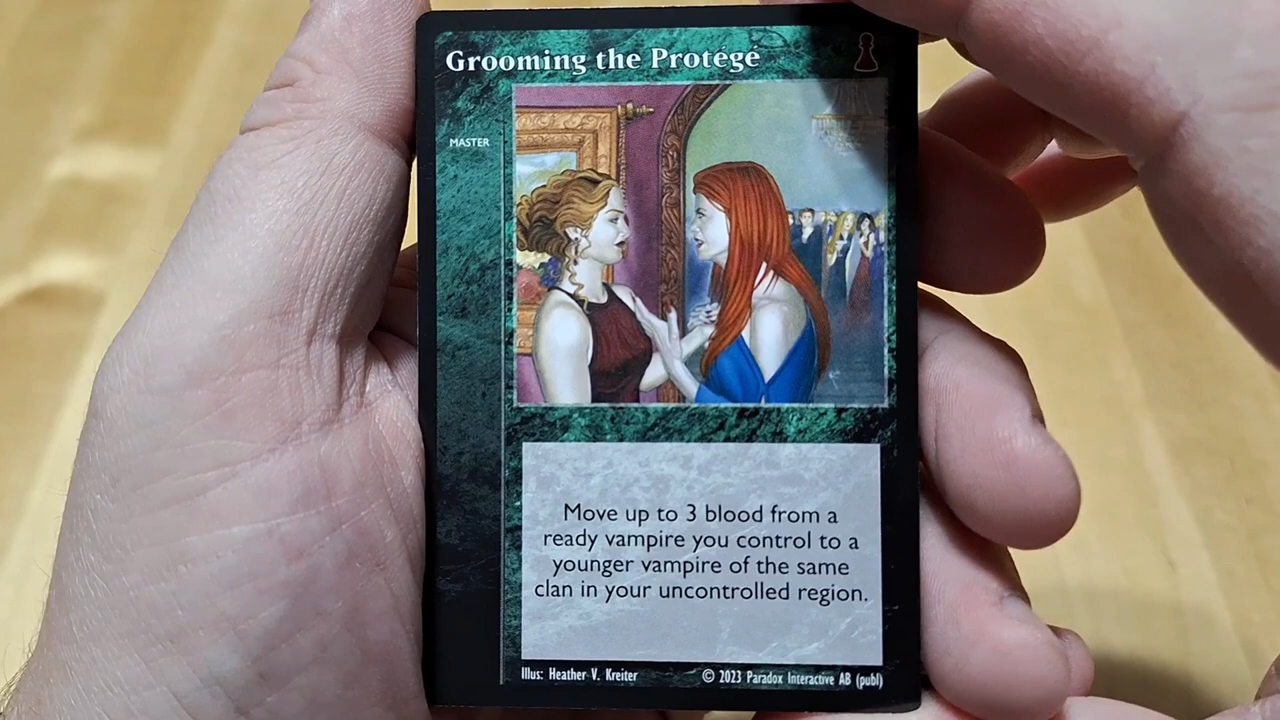 Grooming the Protégé
MASTER
Move up to 3 blood from a
ready vampire you control to a
younger vampire of the same
clan in your uncontrolled region.
Illus: Heather V. Kreiter © 2023 Paradox Interactive AB (publ)